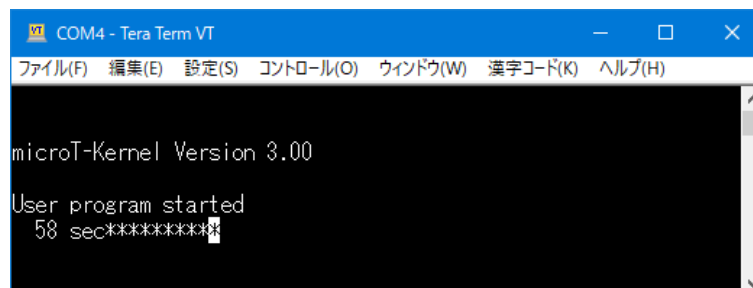 COM4 - Tera Term VT
ファイル(F) 編集(E) 設定(S) コントロール(O) ウィンドウ(W) 漢字コード(K) ヘルプ(H)
microT-Kernel Version 3.00
User program started
58 sec**********